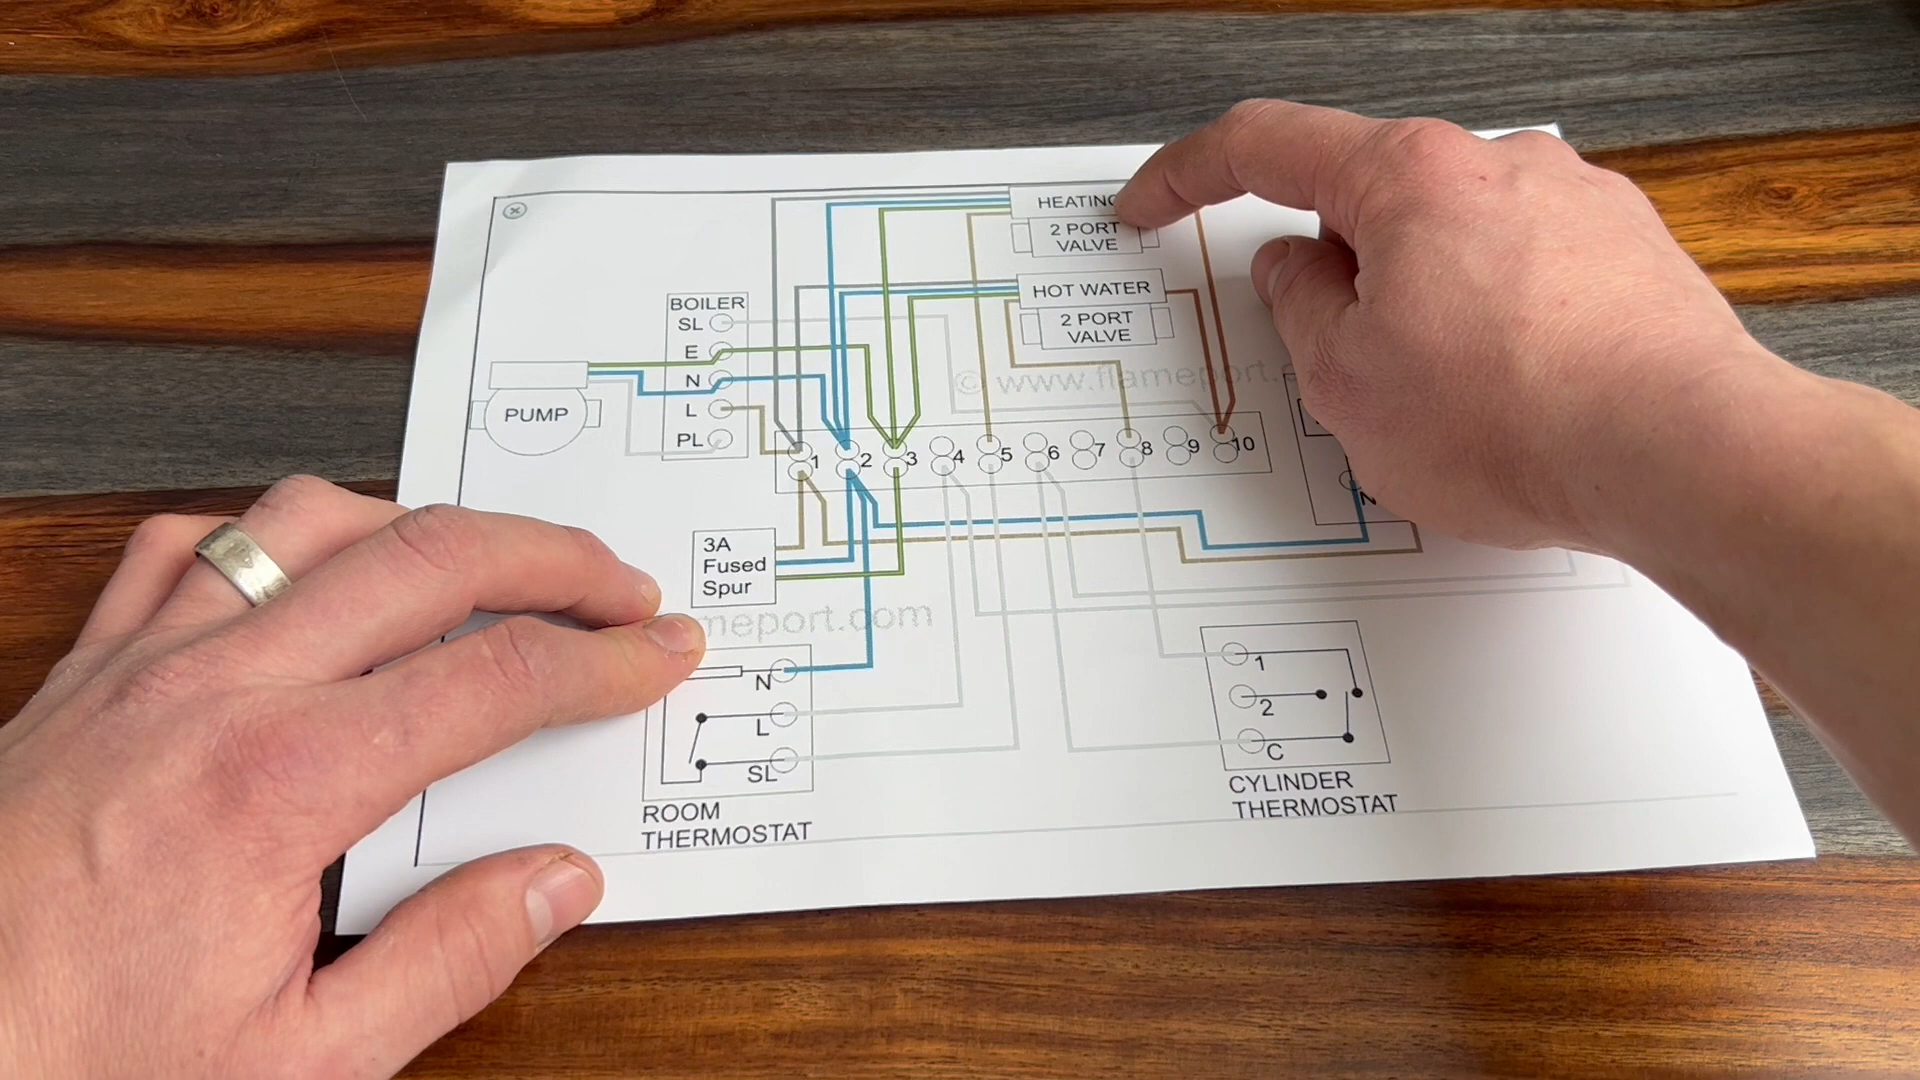 HEATING
2 PORT
VALVE
HOT WATER
2 PORT
VALVE
BOILER
SL
E
N
L
PL
PUMP
© www.flameport.
1 2 3 4 5 6 7 8 9 10
N
3A
Fused
Spur
meport.com
N
L
SL
ROOM
THERMOSTAT
1
2
C
CYLINDER
THERMOSTAT